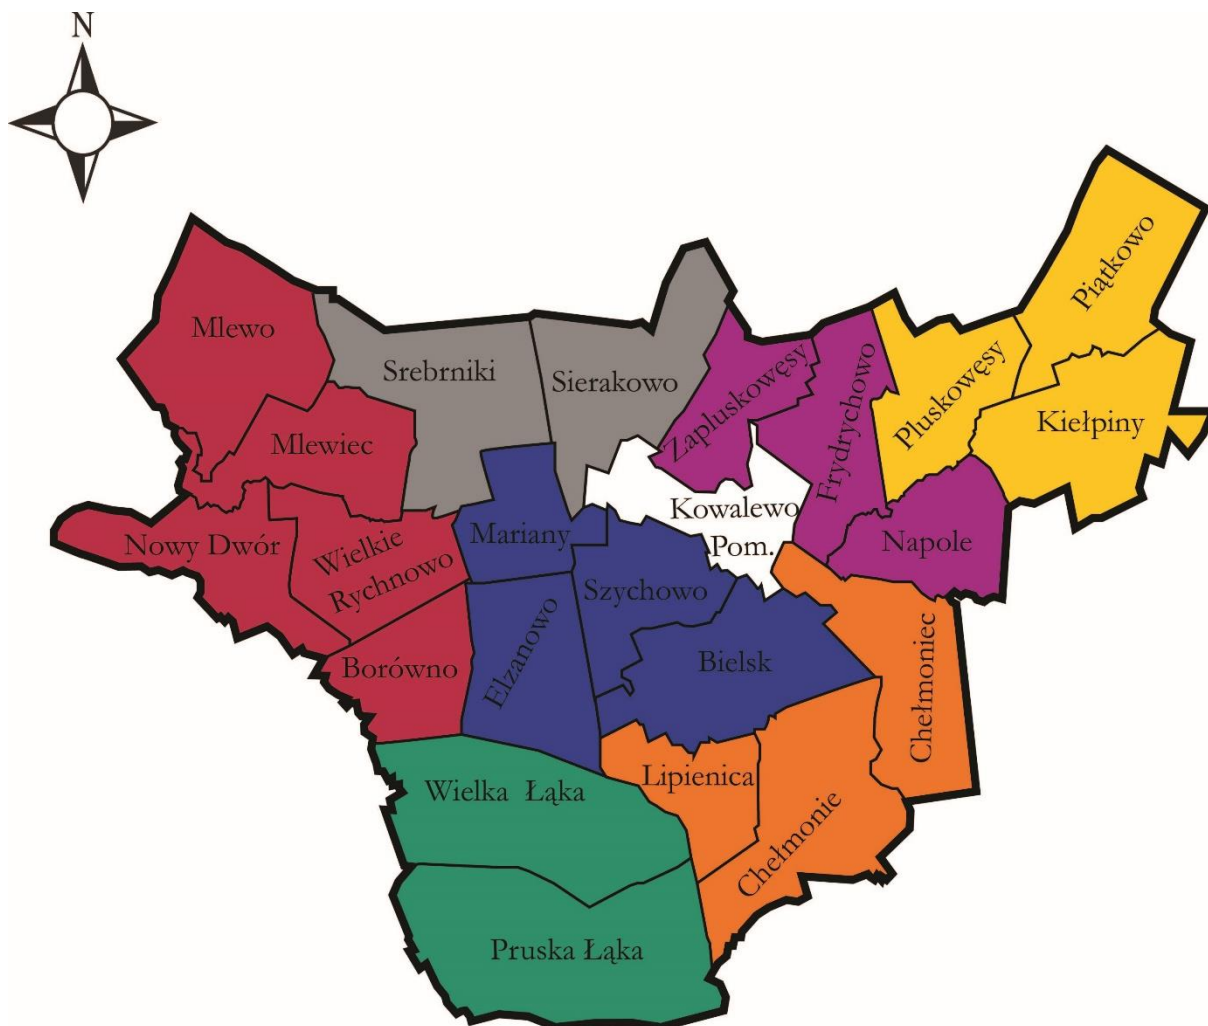 N
Piątkowo
Mlewo
Srebrniki
Sierakowo
Zapluskowęsy
Frydrychowo
Pluskowęsy
Kiełpiny
Mlewiec
Kowalewo
Pom.
Nowy Dwór
Wielkie
Rychnowo
Mariany
Napole
Szychowo
Borówno
Elzanowo
Bielsk
Chełmoniec
Wielka Łąka
Lipienica
Chełmonie
Pruska Łąka